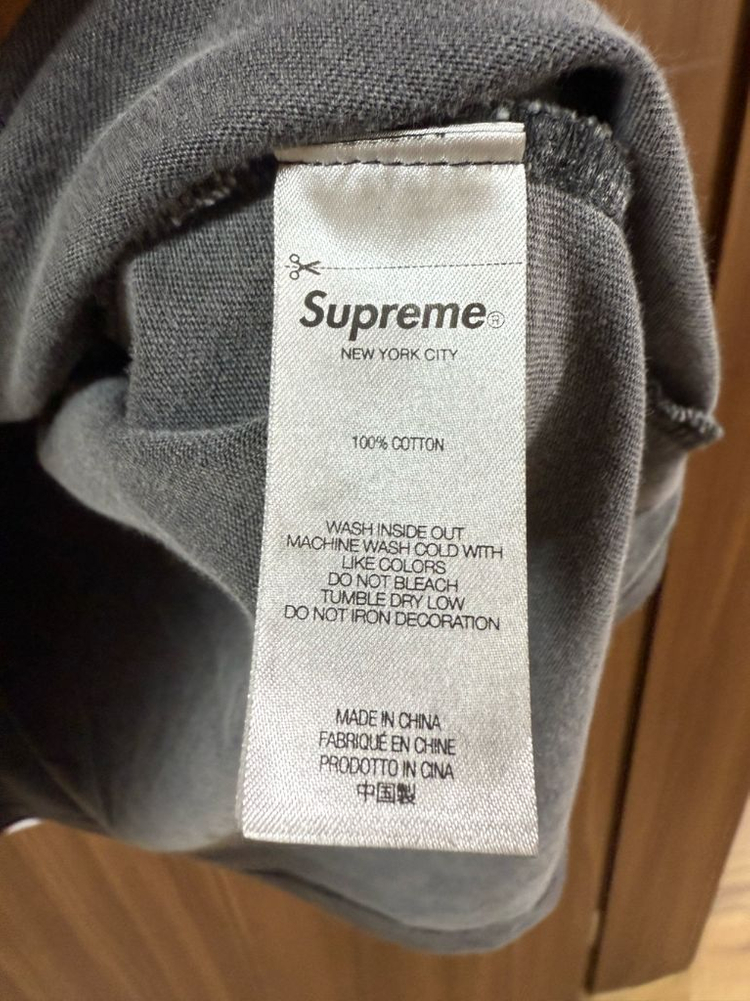 Supreme®
NEW YORK CITY
100% COTTON
WASH INSIDE OUT
MACHINE WASH COLD WITH
LIKE COLORS
DO NOT BLEACH
TUMBLE DRY LOW
DO NOT IRON DECORATION
MADE IN CHINA
FABRIQUÉ EN CHINE
PRODOTTO IN CINA
中国製